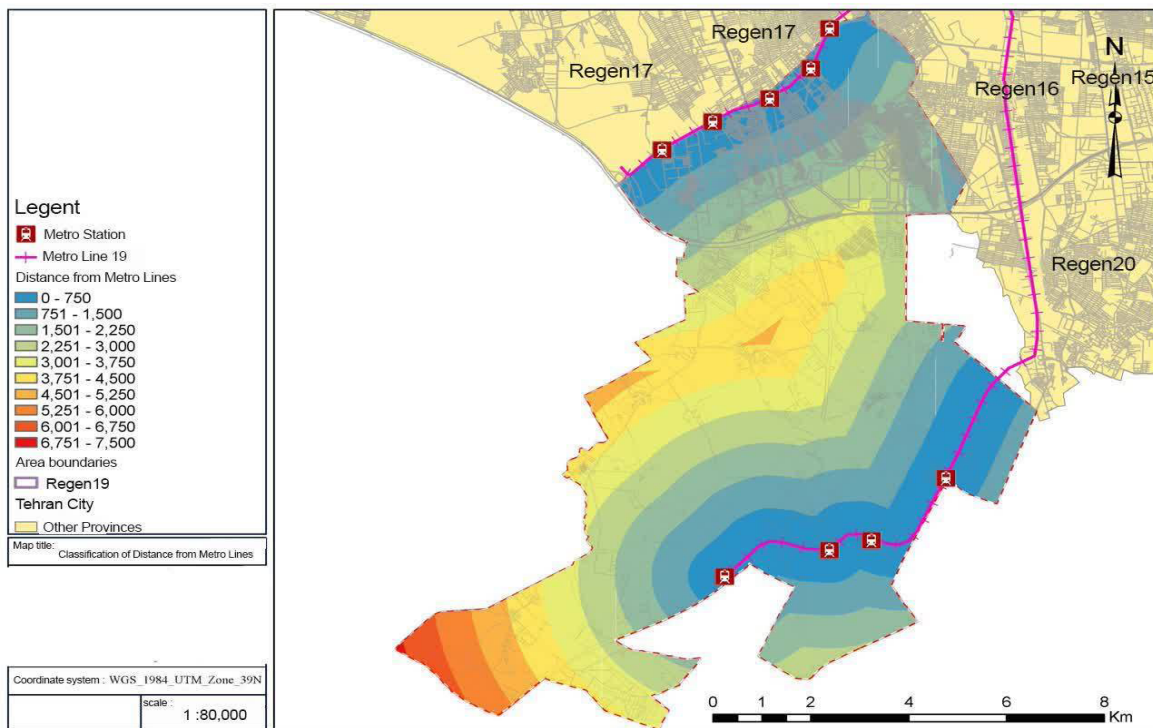 Regen17
Regen17
Regen16
Regen15
N
Regen20
Legent
Metro Station
Metro Line 19
Distance from Metro Lines
0 - 750
751 - 1,500
1,501 - 2,250
2,251 - 3,000
3,001 - 3,750
3,751 - 4,500
4,501 - 5,250
5,251 - 6,000
6,001 - 6,750
6,751 - 7,500
Area boundaries
Regen19
Tehran City
Other Provinces
Map title:
Classification of Distance from Metro Lines
Coordinate system : WGS_1984_UTM_Zone_39N
scale :
1 :80,000
0 1 2 4 6 8
Km